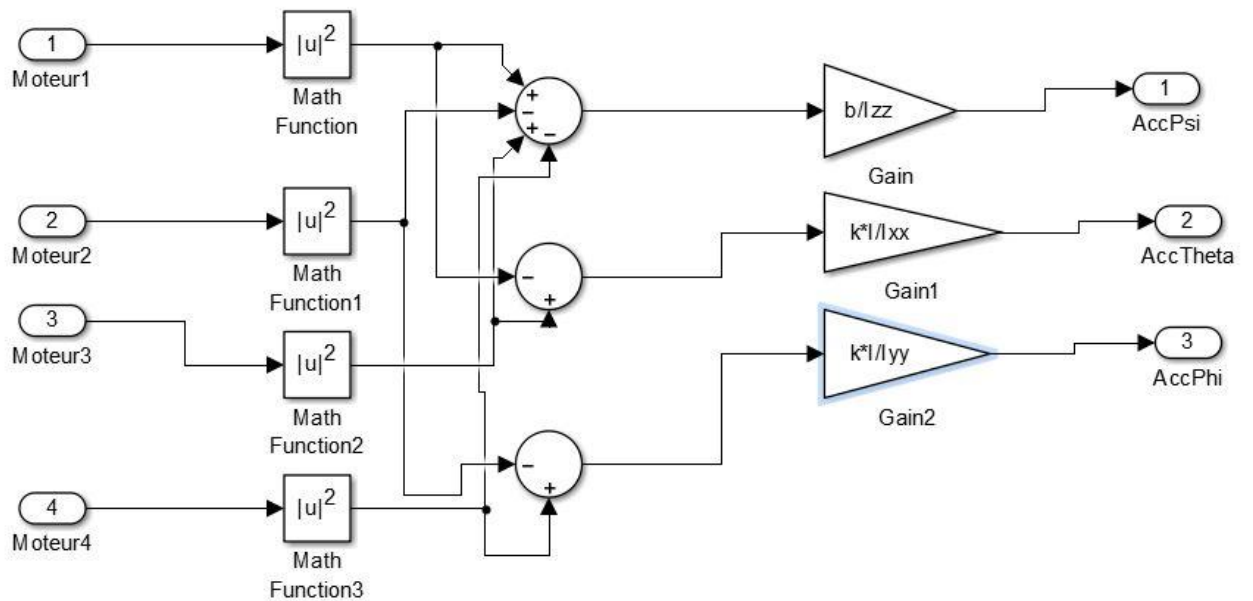 1
Moteur1
|u|²
Math
Function
+
−
+
−
b/Izz
Gain
1
AccPsi
2
Moteur2
|u|²
Math
Function1
−
+
k*l/Ixx
Gain1
2
AccTheta
3
Moteur3
|u|²
Math
Function2
k*l/Iyy
Gain2
3
AccPhi
4
Moteur4
|u|²
Math
Function3
−
+